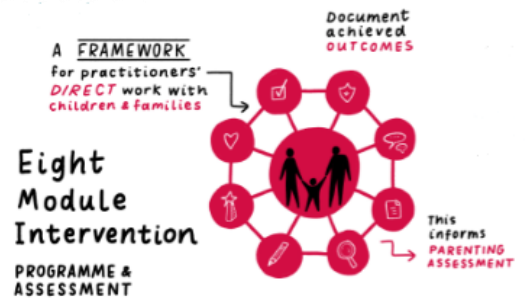 A FRAMEWORK
for practitioners'
DIRECT work with
children & families
Document
achieved
OUTCOMES
Eight
Module
Intervention
PROGRAMME &
ASSESSMENT
This
informs
PARENTING
ASSESSMENT